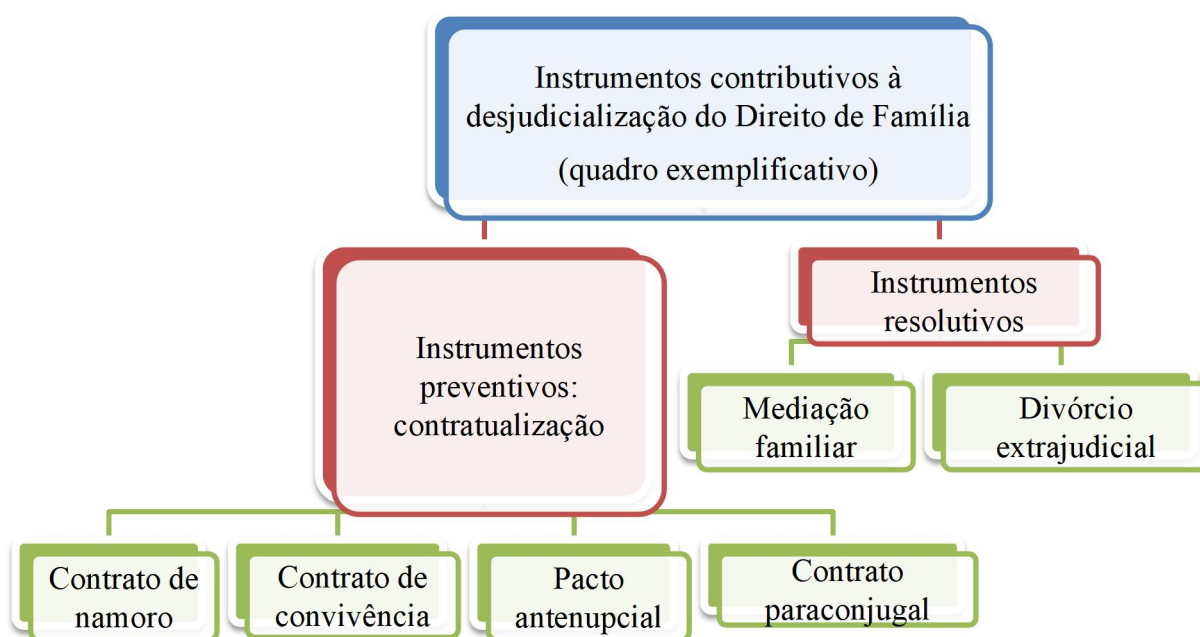 Instrumentos contributivos à
desjudicialização do Direito de Família
(quadro exemplificativo)
Instrumentos
preventivos:
contratualização
Instrumentos
resolutivos
Mediação
familiar
Divórcio
extrajudicial
Contrato de
namoro
Contrato de
convivência
Pacto
antenupcial
Contrato
paraconjugal